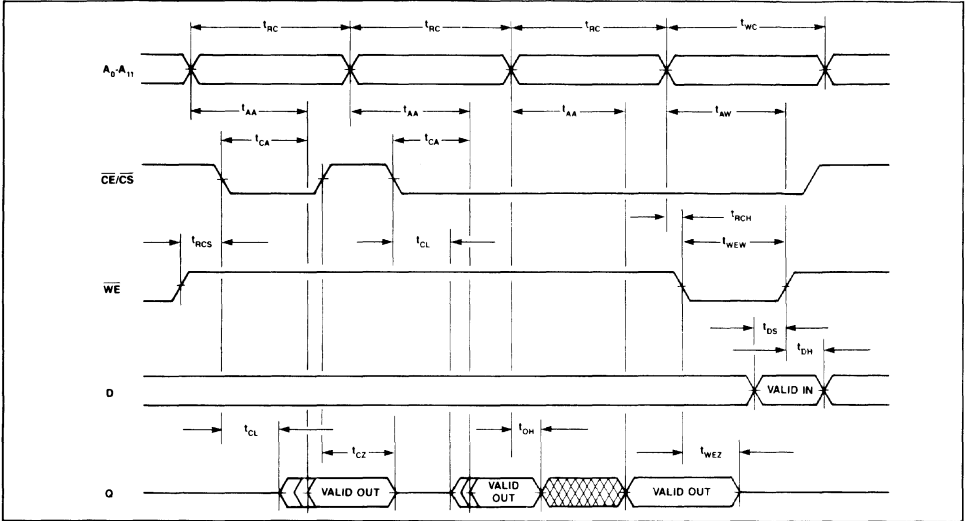 tRC tRC tRC tWC
A0-A11
tAA tAA tAA tAW
tCA tCA
CE/CS
tRCH
tRCS tCL tWEW
WE
tDS
tDH
D VALID IN
tCL tOH
tCZ tWEZ
Q VALID OUT VALID OUT VALID OUT